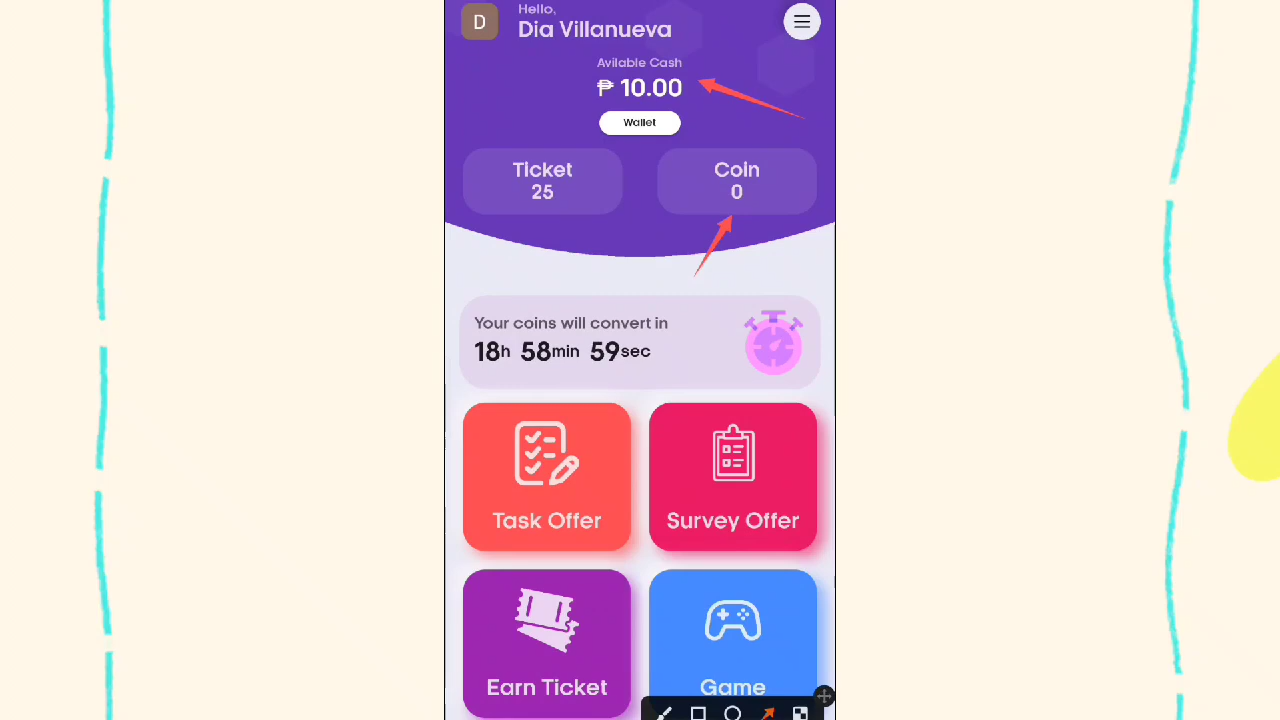 Hello,
D
Dia Villanueva
Avilable Cash
₱ 10.00
Wallet
Ticket
25
Coin
0
Your coins will convert in
18h 58min 59sec
Task Offer
Survey Offer
Earn Ticket
Game